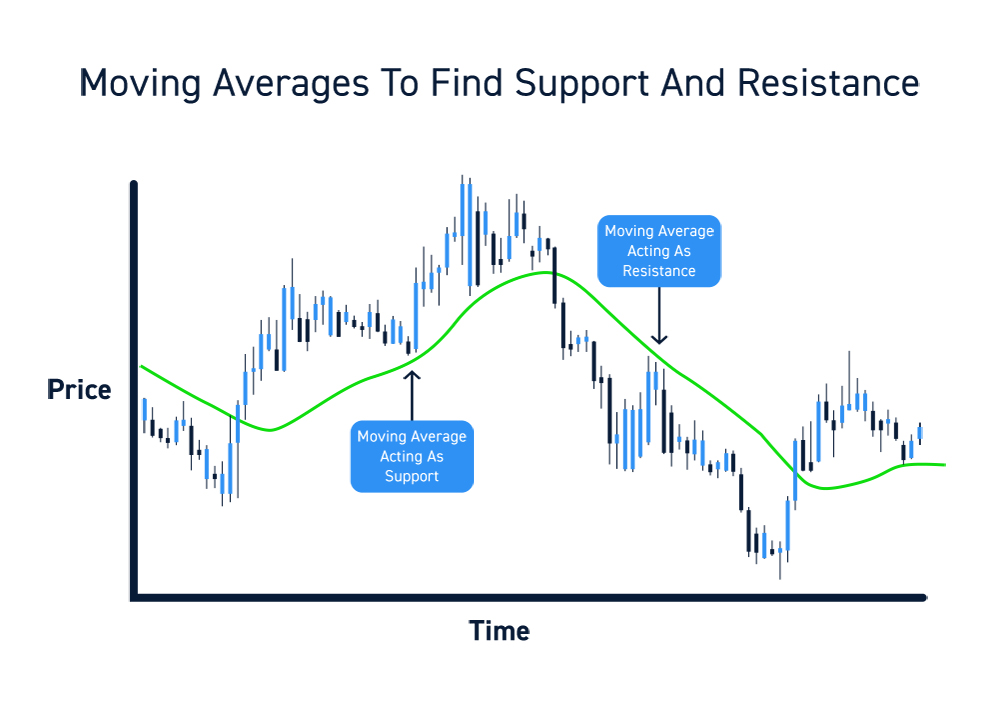 Moving Averages To Find Support And Resistance
Moving Average
Acting As
Resistance
Price
Moving Average
Acting As
Support
Time